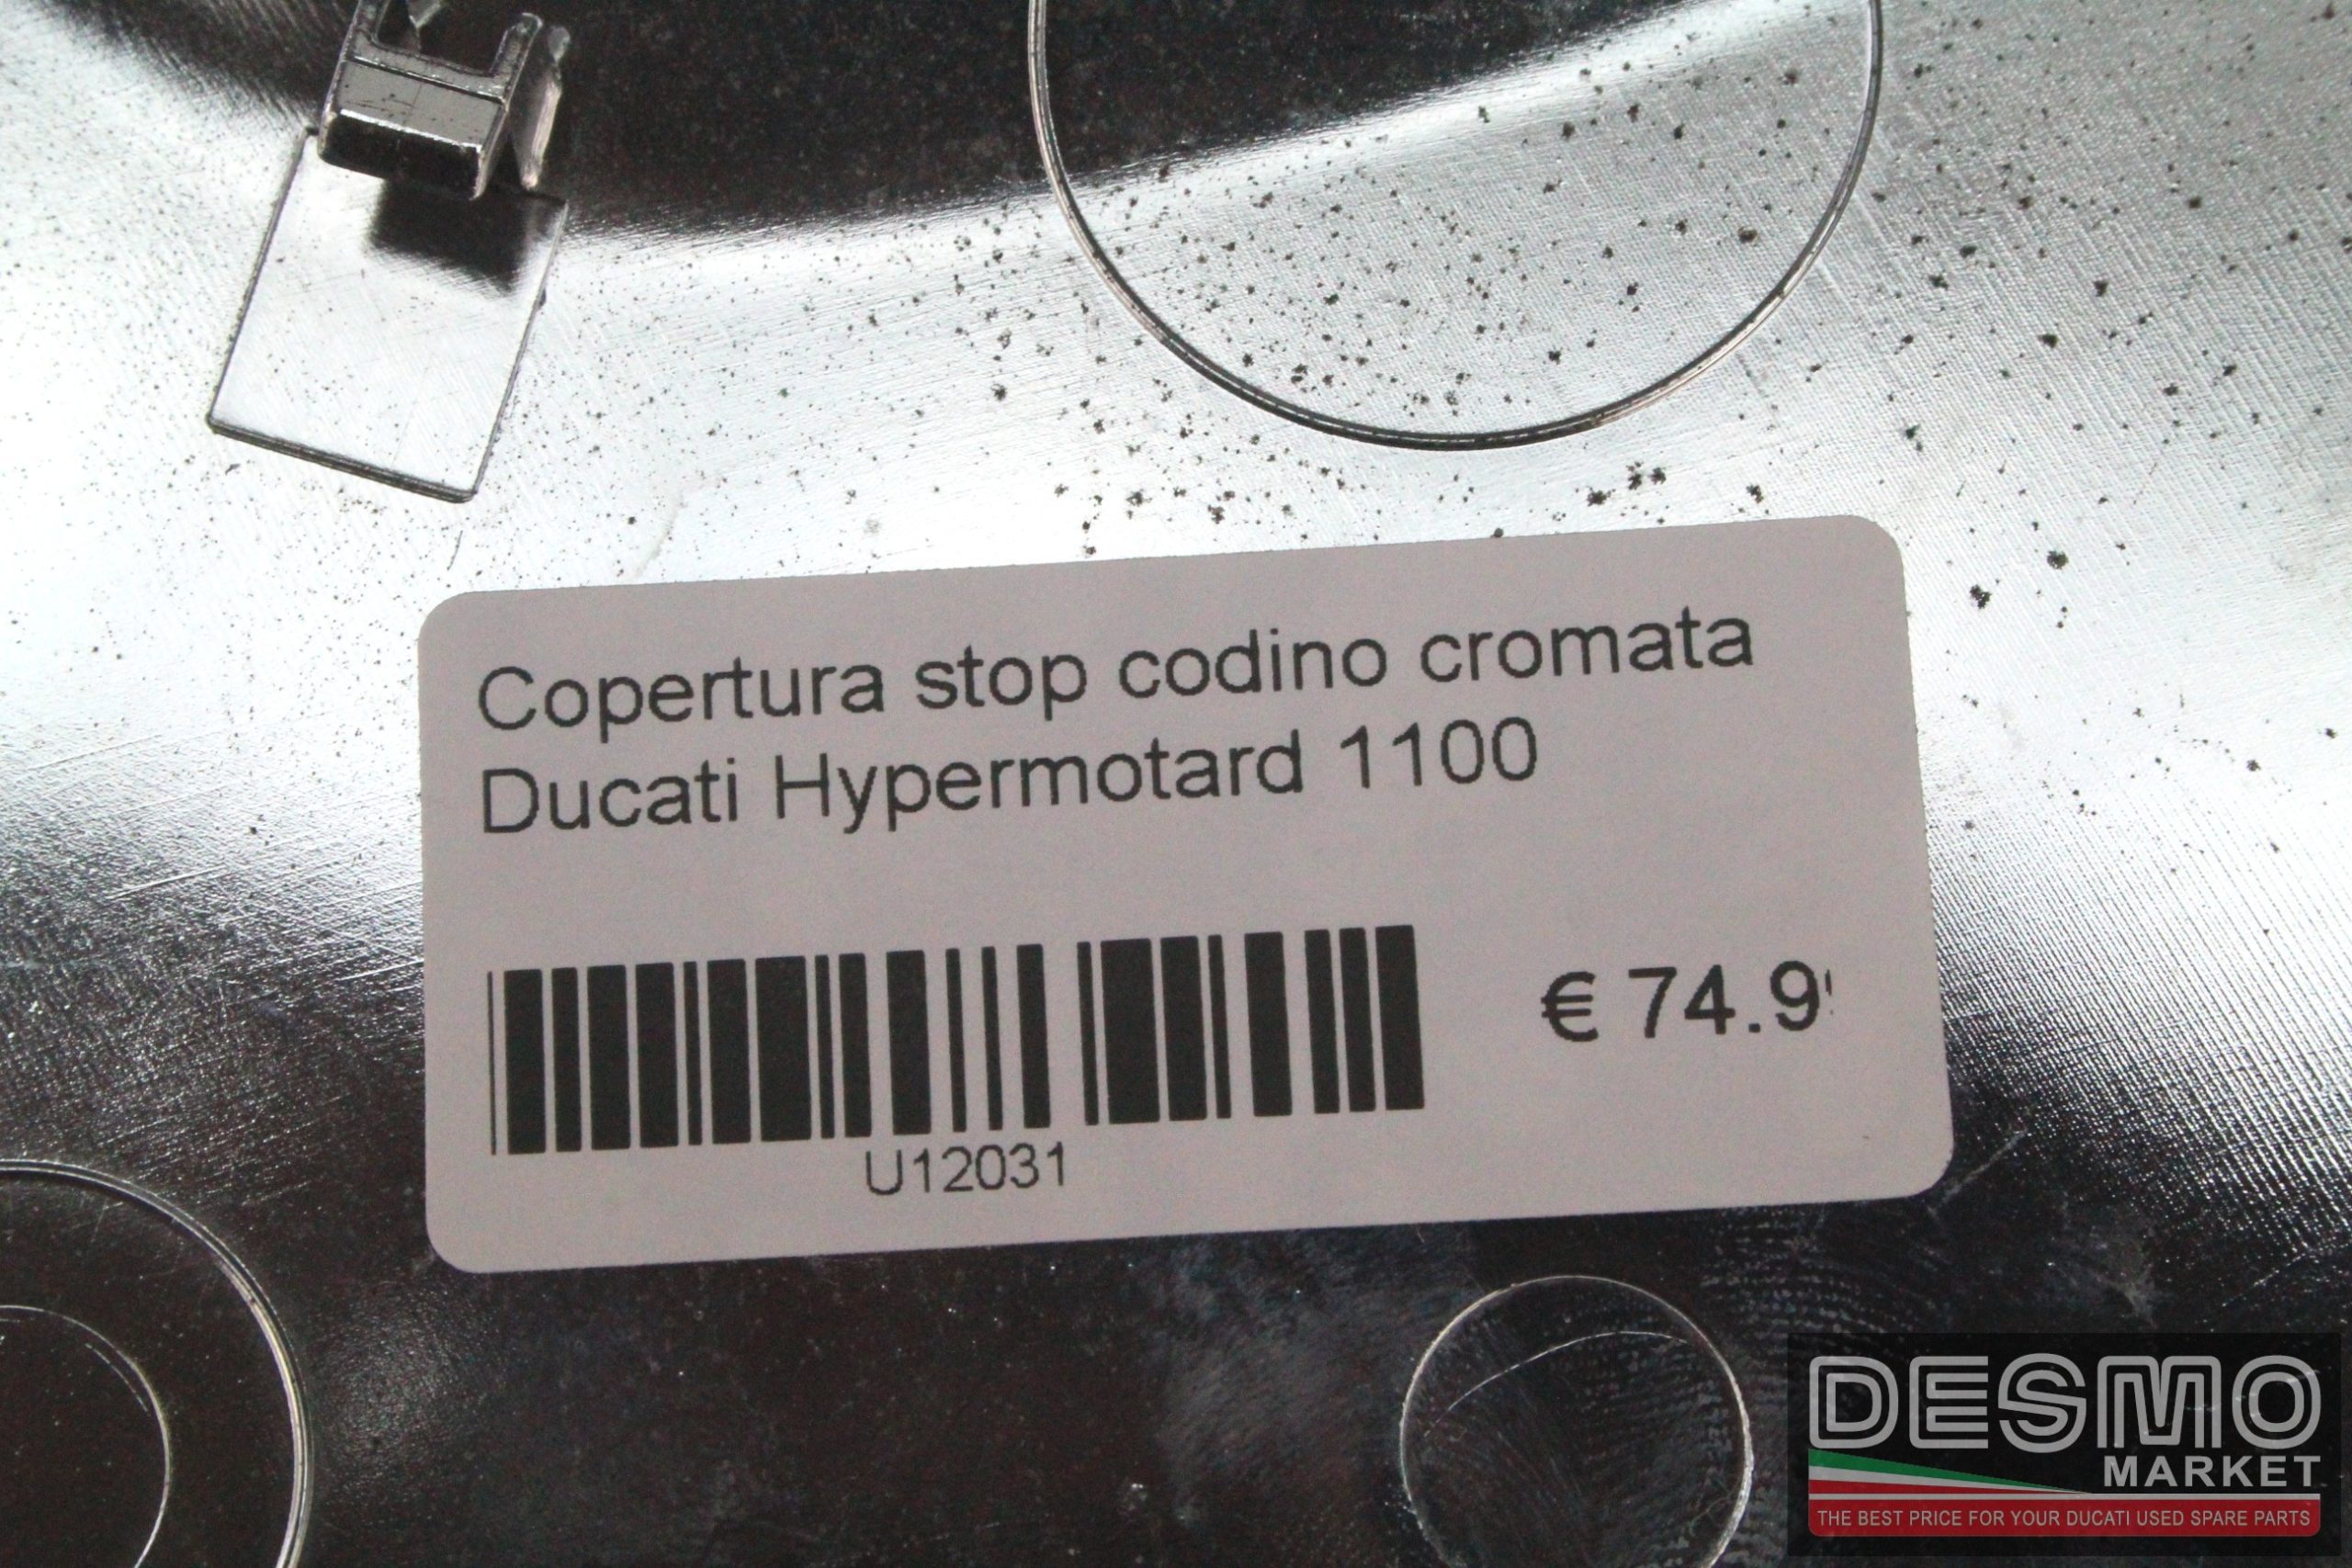 Copertura stop codino cromata
Ducati Hypermotard 1100
€ 74.9
U12031
DESMO
MARKET
THE BEST PRICE FOR YOUR DUCATI USED SPARE PARTS